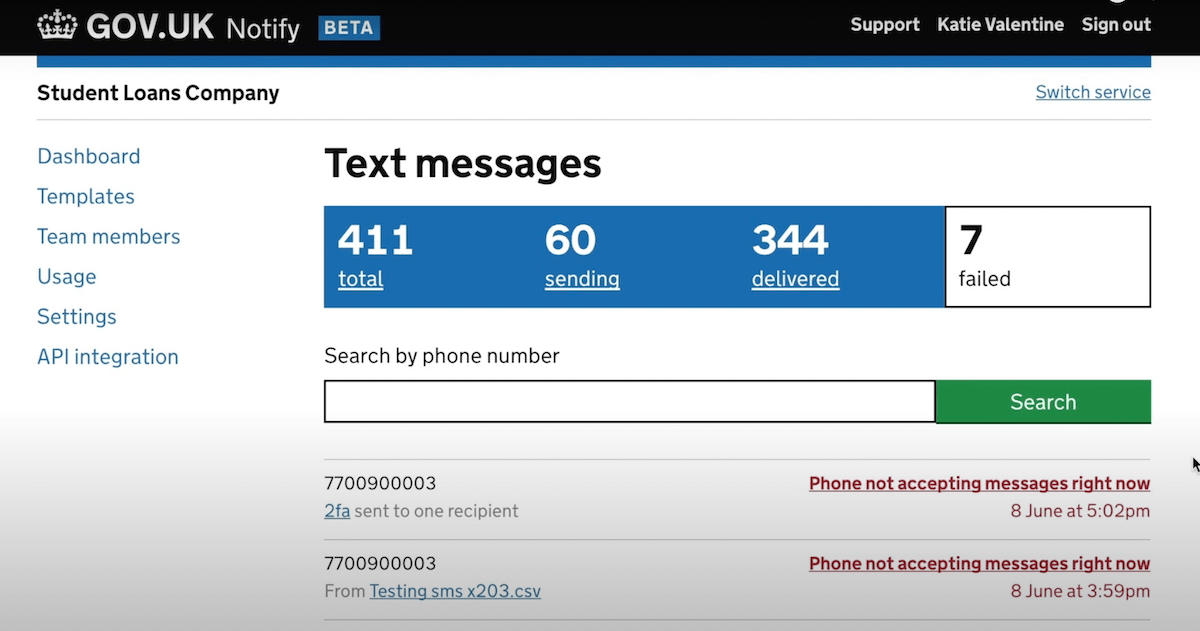 GOV.UK Notify BETA Support Katie Valentine Sign out
Student Loans Company Switch service
Dashboard
Templates
Team members
Usage
Settings
API integration
Text messages
411 60 344 7
total sending delivered failed
Search by phone number
Search
7700900003 Phone not accepting messages right now
2fa sent to one recipient 8 June at 5:02pm
7700900003 Phone not accepting messages right now
From Testing sms x203.csv 8 June at 3:59pm